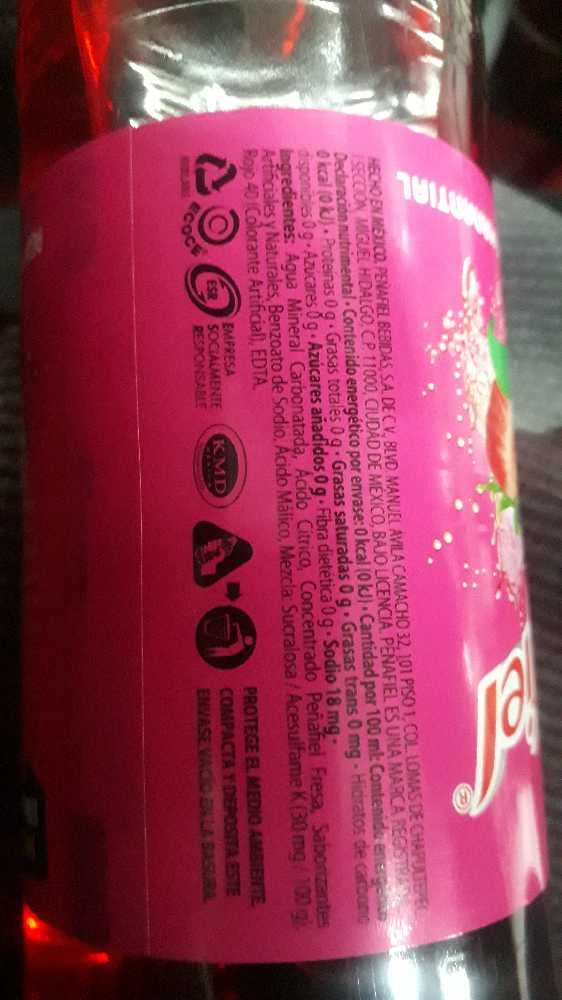 MANANTIAL
iel®
HECHO EN MÉXICO. PEÑAFIEL BEBIDAS, S.A. DE C.V., BLVD. MANUEL ÁVILA CAMACHO 32, 101 PISO 1, COL. LOMAS DE CHAPULTEPEC
I SECCIÓN, MIGUEL HIDALGO, C.P. 11000, CIUDAD DE MÉXICO, BAJO LICENCIA. PEÑAFIEL ES UNA MARCA
Declaración nutrimental • Contenido energético por envase: 0 kcal (0 kJ) • Cantidad por 100 ml: Contenido energético
0 kcal (0 kJ) • Proteínas 0 g • Grasas totales 0 g • Grasas saturadas 0 g • Grasas trans 0 mg • Hidratos de carbono
disponibles 0 g • Azúcares 0 g • Azúcares añadidos 0 g • Fibra dietética 0 g • Sodio 18 mg •
Ingredientes: Agua Mineral Carbonatada, Ácido Cítrico, Concentrado Peñafiel Fresa, Saborizantes
Artificiales y Naturales, Benzoato de Sodio, Ácido Málico, Mezcla: Sucralosa / Acesulfame K (30 mg / 100 g),
Rojo 40 (Colorante Artificial), EDTA.
ESR
EMPRESA
SOCIALMENTE
RESPONSABLE
KMD
MEXICO
PROTEGE EL MEDIO AMBIENTE.
COMPACTA Y DEPOSITA ESTE
ENVASE VACÍO EN LA BASURA.